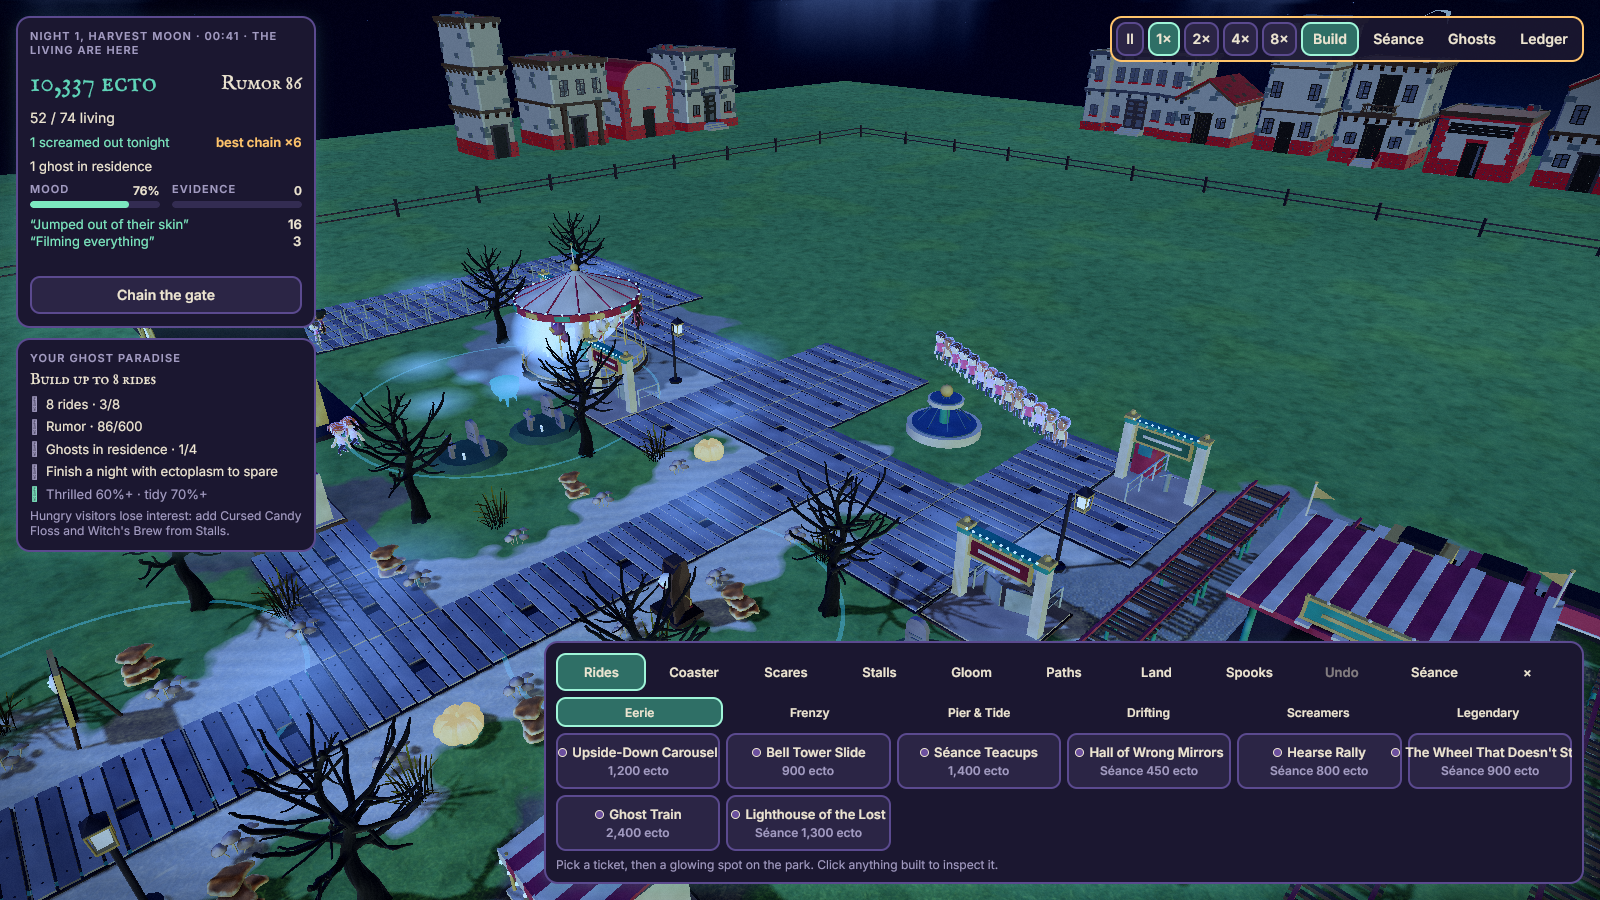 NIGHT 1, HARVEST MOON · 00:41 · THE
LIVING ARE HERE
10,337 ECTO
Rumor 86
52 / 74 living
1 screamed out tonight
best chain ×6
1 ghost in residence
MOOD
76%
EVIDENCE
0
“Jumped out of their skin”
16
“Filming everything”
3
Chain the gate
YOUR GHOST PARADISE
Build up to 8 rides
8 rides · 3/8
Rumor · 86/600
Ghosts in residence · 1/4
Finish a night with ectoplasm to spare
Thrilled 60%+ · tidy 70%+
Hungry visitors lose interest: add Cursed Candy
Floss and Witch's Brew from Stalls.
II
1×
2×
4×
8×
Build
Séance
Ghosts
Ledger
Rides
Coaster
Scares
Stalls
Gloom
Paths
Land
Spooks
Undo
Séance
×
Eerie
Frenzy
Pier & Tide
Drifting
Screamers
Legendary
Upside-Down Carousel
1,200 ecto
Bell Tower Slide
900 ecto
Séance Teacups
1,400 ecto
Hall of Wrong Mirrors
Séance 450 ecto
Hearse Rally
Séance 800 ecto
The Wheel That Doesn't St
Séance 900 ecto
Ghost Train
2,400 ecto
Lighthouse of the Lost
Séance 1,300 ecto
Pick a ticket, then a glowing spot on the park. Click anything built to inspect it.